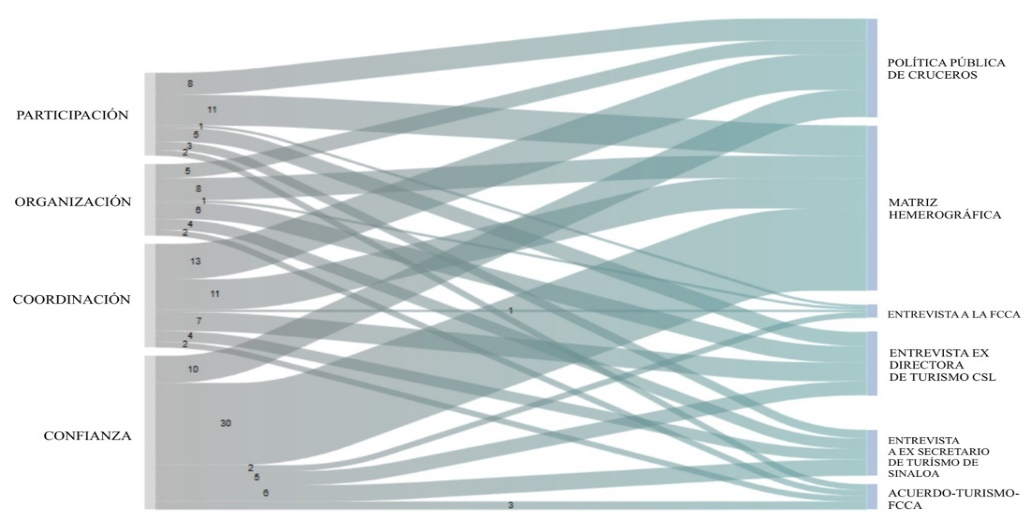 POLÍTICA PÚBLICA
DE CRUCEROS
8
PARTICIPACIÓN
11
1
5
3
2
ORGANIZACIÓN
5
8
1
6
4
2
MATRIZ
HEMEROGRÁFICA
COORDINACIÓN
13
11
1
7
4
2
ENTREVISTA A LA FCCA
ENTREVISTA EX
DIRECTORA
DE TURISMO CSL
CONFIANZA
10
30
2
5
6
3
ENTREVISTA
A EX SECRETARIO
DE TURÍSMO DE
SINALOA
ACUERDO-TURISMO-
FCCA